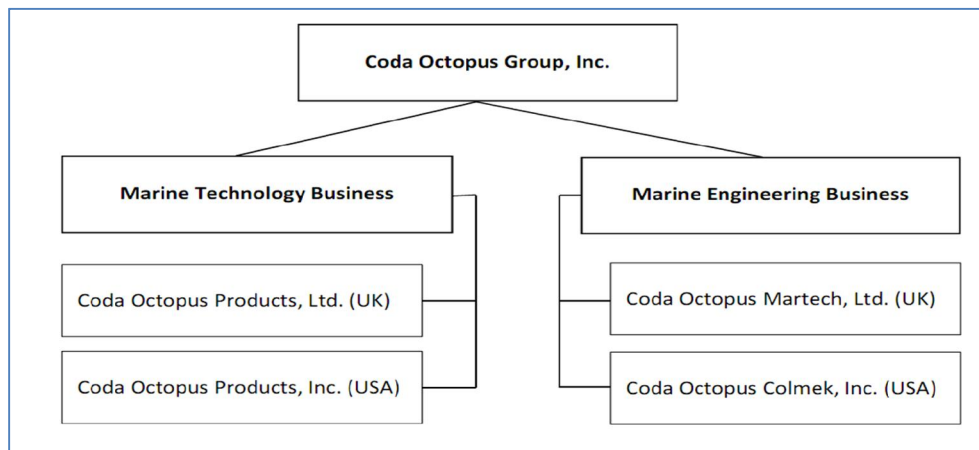 Coda Octopus Group, Inc.
Marine Technology Business
Marine Engineering Business
Coda Octopus Products, Ltd. (UK)
Coda Octopus Martech, Ltd. (UK)
Coda Octopus Products, Inc. (USA)
Coda Octopus Colmek, Inc. (USA)